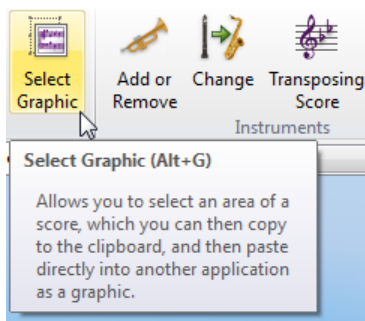 Select Graphic
Add or Remove
Change
Transposing Score
Instruments
Select Graphic (Alt+G)
Allows you to select an area of a
score, which you can then copy
to the clipboard, and then paste
directly into another application
as a graphic.